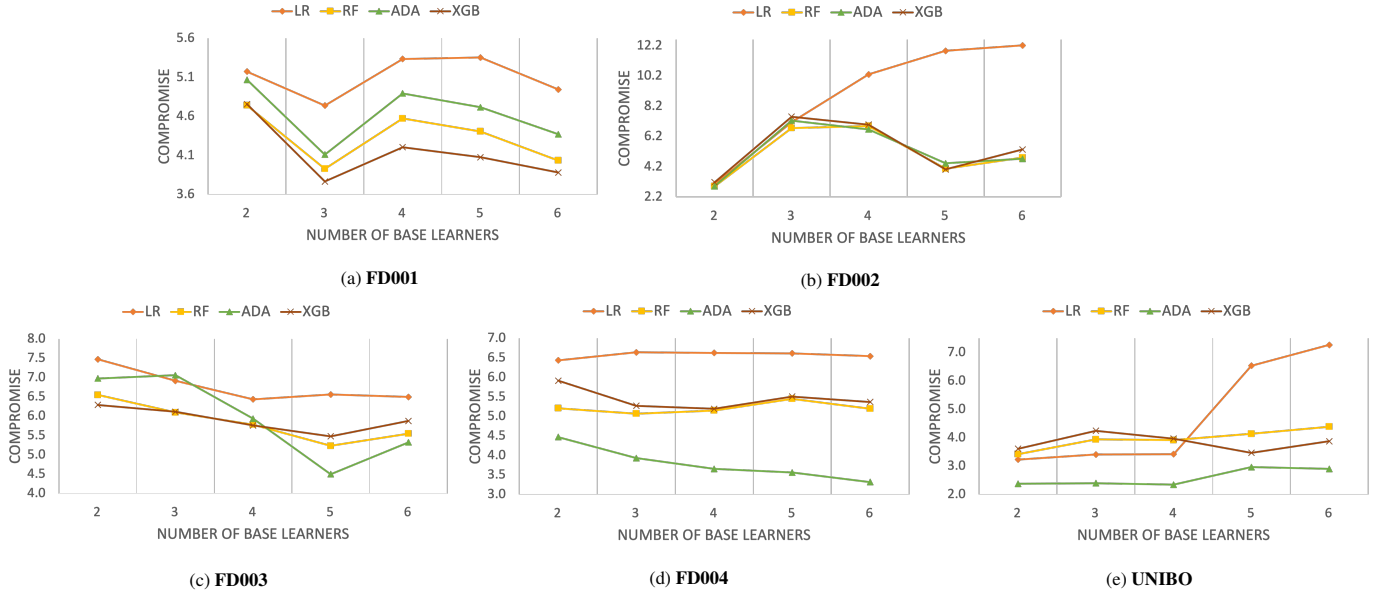 LR RF ADA XGB
COMPROMISE
5.6
5.1
4.6
4.1
3.6
2 3 4 5 6
NUMBER OF BASE LEARNERS
(a) FD001
LR RF ADA XGB
COMPROMISE
12.2
10.2
8.2
6.2
4.2
2.2
2 3 4 5 6
NUMBER OF BASE LEARNERS
(b) FD002
LR RF ADA XGB
COMPROMISE
8.0
7.5
7.0
6.5
6.0
5.5
5.0
4.5
4.0
2 3 4 5 6
NUMBER OF BASE LEARNERS
(c) FD003
LR RF ADA XGB
COMPROMISE
7.0
6.5
6.0
5.5
5.0
4.5
4.0
3.5
3.0
2 3 4 5 6
NUMBER OF BASE LEARNERS
(d) FD004
LR RF ADA XGB
COMPROMISE
7.0
6.0
5.0
4.0
3.0
2.0
2 3 4 5 6
NUMBER OF BASE LEARNERS
(e) UNIBO